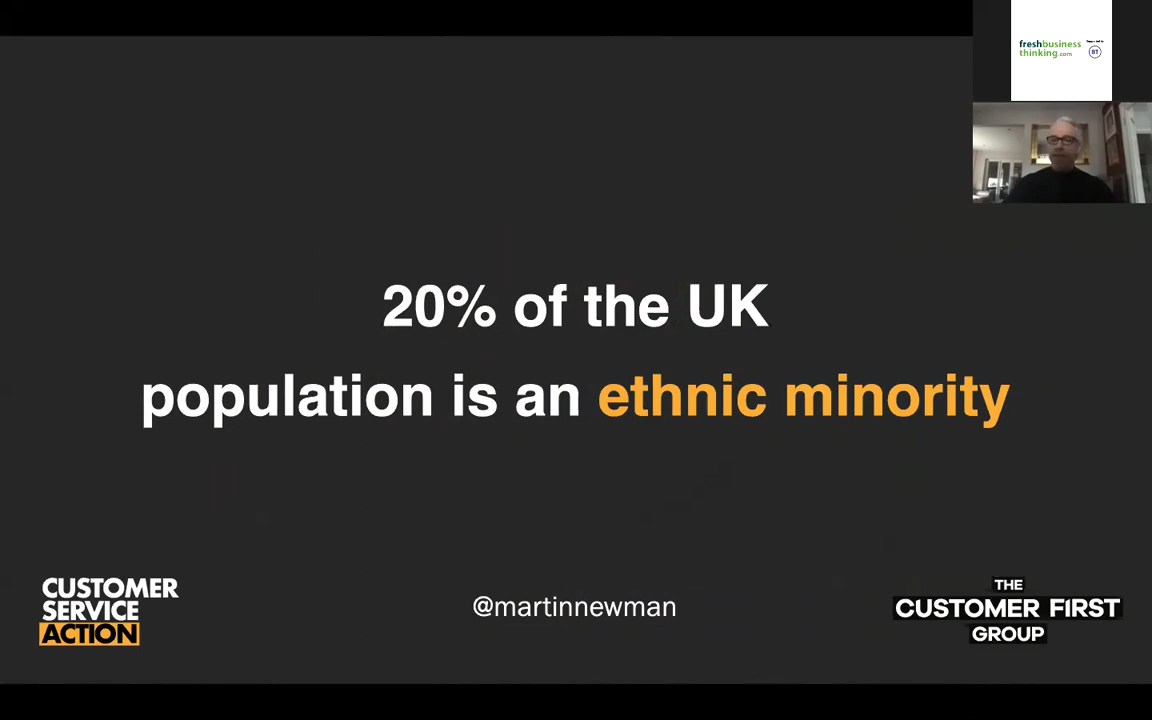 freshbusiness
thinking.com
BT
20% of the UK
population is an ethnic minority
CUSTOMER
SERVICE
ACTION
@martinnewman
THE
CUSTOMER FIRST
GROUP